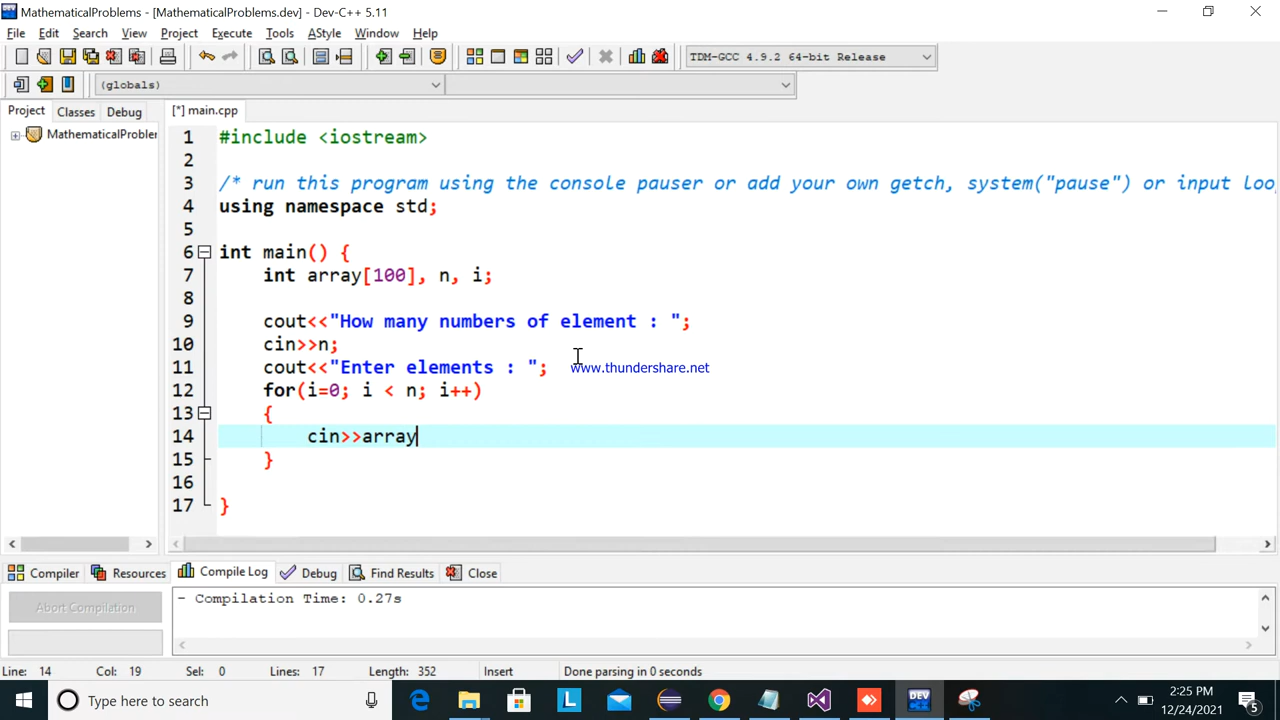 MathematicalProblems - [MathematicalProblems.dev] - Dev-C++ 5.11
File Edit Search View Project Execute Tools AStyle Window Help
TDM-GCC 4.9.2 64-bit Release
(globals)
Project Classes Debug [*] main.cpp
MathematicalProblem
1 #include <iostream>
2
3 /* run this program using the console pauser or add your own getch, system("pause") or input loo
4 using namespace std;
5
6 int main() {
7 int array[100], n, i;
8
9 cout<<"How many numbers of element : ";
10 cin>>n;
11 cout<<"Enter elements : ";
www.thundershare.net
12 for(i=0; i < n; i++)
13 {
14 cin>>array
15 }
16
17 }
Compiler Resources Compile Log Debug Find Results Close
Abort Compilation
- Compilation Time: 0.27s
Line: 14 Col: 19 Sel: 0 Lines: 17 Length: 352 Insert Done parsing in 0 seconds
Type here to search
DEV
2:25 PM
12/24/2021
5